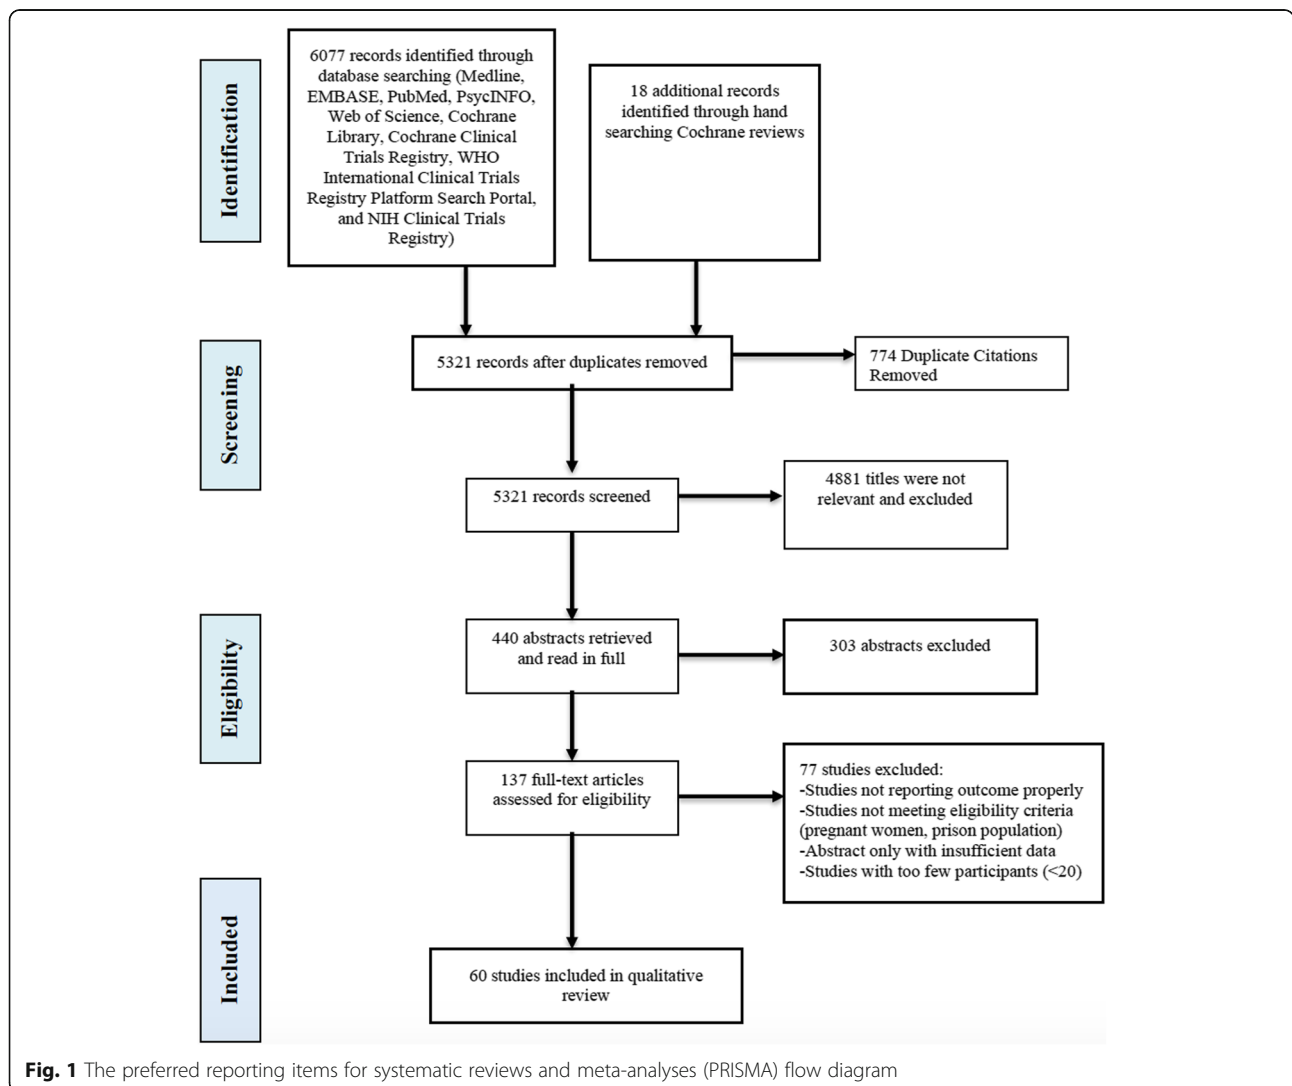 Identification
6077 records identified through
database searching (Medline,
EMBASE, PubMed, PsycINFO,
Web of Science, Cochrane
Library, Cochrane Clinical
Trials Registry, WHO
International Clinical Trials
Registry Platform Search Portal,
and NIH Clinical Trials
Registry)
18 additional records
identified through hand
searching Cochrane reviews
Screening
5321 records after duplicates removed
774 Duplicate Citations
Removed
5321 records screened
4881 titles were not
relevant and excluded
Eligibility
440 abstracts retrieved
and read in full
303 abstracts excluded
137 full-text articles
assessed for eligibility
77 studies excluded:
-Studies not reporting outcome properly
-Studies not meeting eligibility criteria
(pregnant women, prison population)
-Abstract only with insufficient data
-Studies with too few participants (<20)
Included
60 studies included in qualitative
review
Fig. 1 The preferred reporting items for systematic reviews and meta-analyses (PRISMA) flow diagram